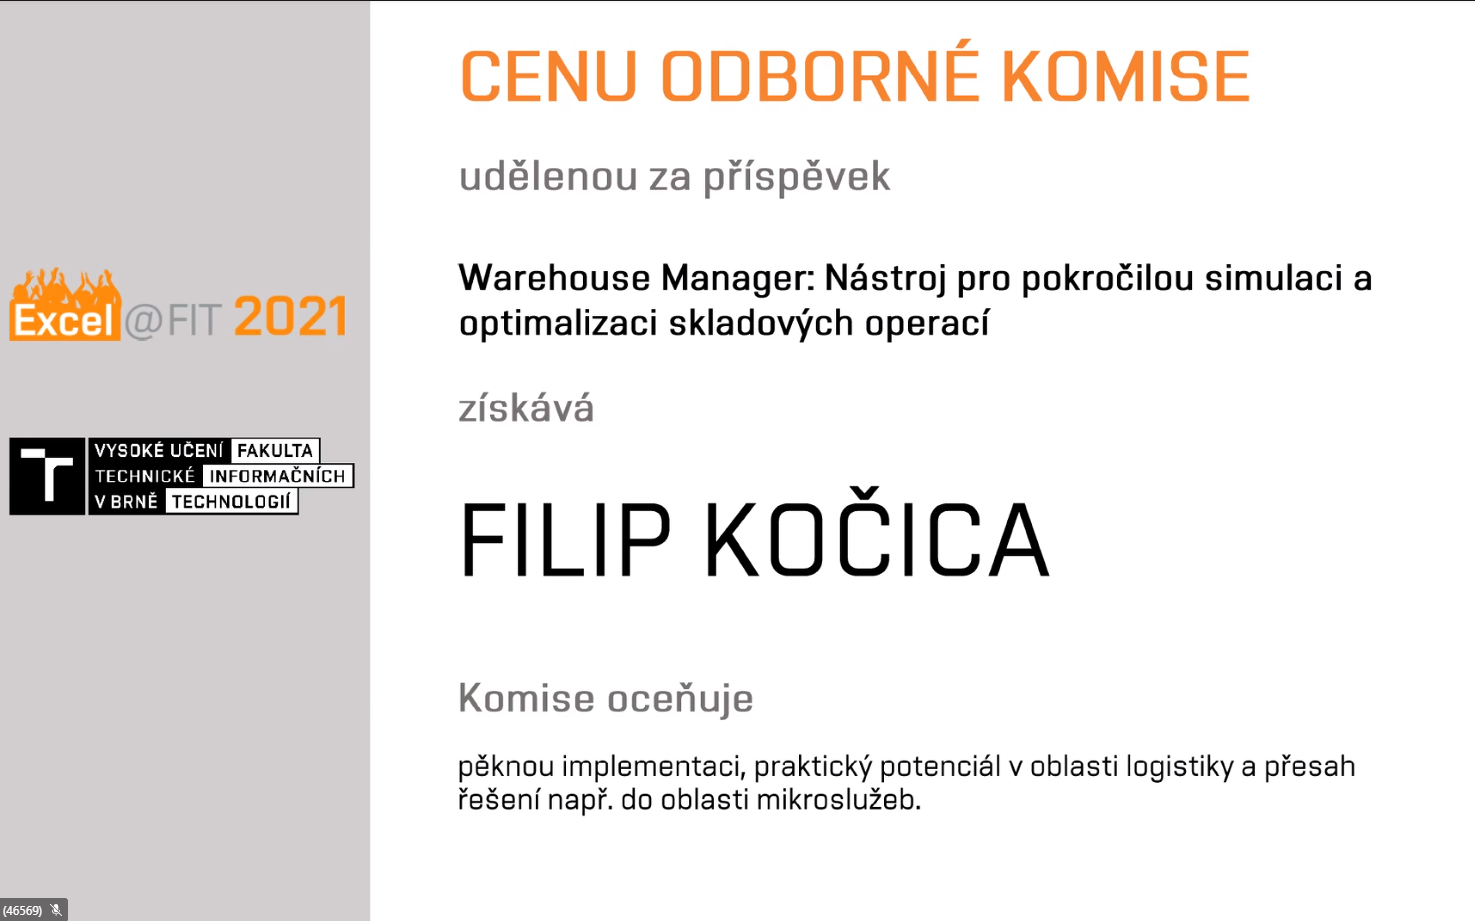 CENU ODBORNÉ KOMISE
udělenou za příspěvek
Warehouse Manager: Nástroj pro pokročilou simulaci a
optimalizaci skladových operací
získává
FILIP KOČICA
Komise oceňuje
pěknou implementaci, praktický potenciál v oblasti logistiky a přesah
řešení např. do oblasti mikroslužeb.
Excel@FIT 2021
VYSOKÉ UČENÍ FAKULTA
TECHNICKÉ INFORMAČNÍCH
V BRNĚ TECHNOLOGIÍ
(46569)